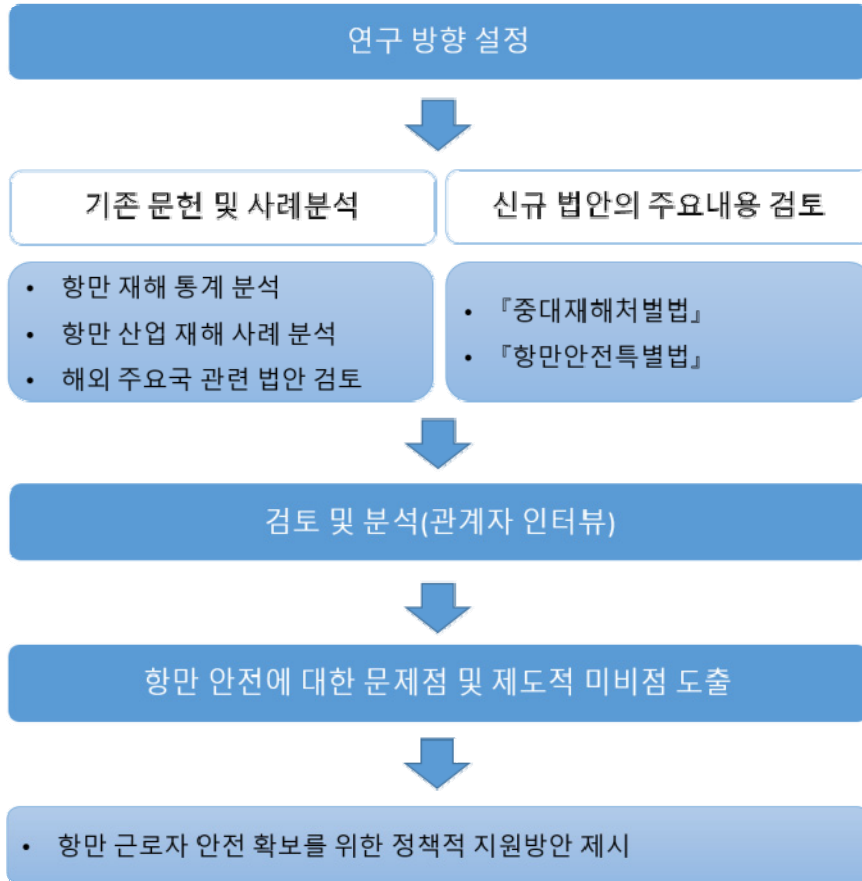 연구 방향 설정
기존 문헌 및 사례분석
신규 법안의 주요내용 검토
• 항만 재해 통계 분석
• 항만 산업 재해 사례 분석
• 해외 주요국 관련 법안 검토
• 『중대재해처벌법』
• 『항만안전특별법』
검토 및 분석(관계자 인터뷰)
항만 안전에 대한 문제점 및 제도적 미비점 도출
• 항만 근로자 안전 확보를 위한 정책적 지원방안 제시